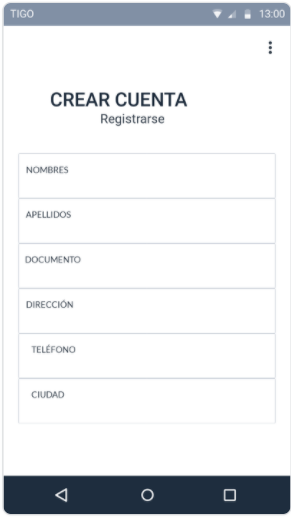 TIGO 13:00
CREAR CUENTA
Registrarse
NOMBRES
APELLIDOS
DOCUMENTO
DIRECCIÓN
TELÉFONO
CIUDAD